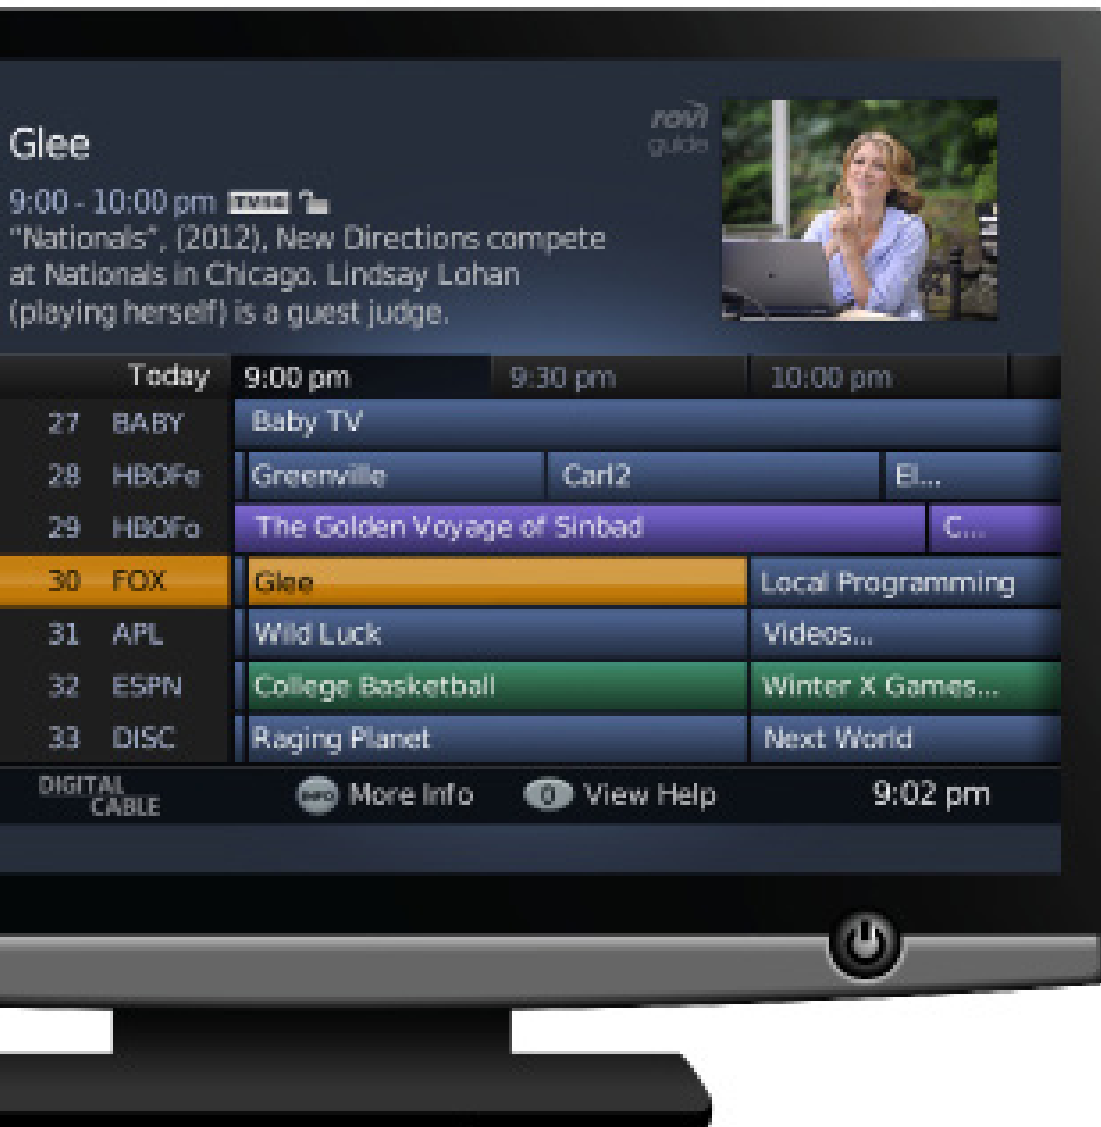 rovi
guide
Glee
9:00 - 10:00 pm TV14
"Nationals", (2012), New Directions compete
at Nationals in Chicago. Lindsay Lohan
(playing herself) is a guest judge.
Today 9:00 pm 9:30 pm 10:00 pm
27 BABY Baby TV
28 HBOFe Greenville Carl2 El...
29 HBOFo The Golden Voyage of Sinbad C...
30 FOX Glee Local Programming
31 APL Wild Luck Videos...
32 ESPN College Basketball Winter X Games...
33 DISC Raging Planet Next World
DIGITAL
CABLE
INFO More Info 0 View Help 9:02 pm